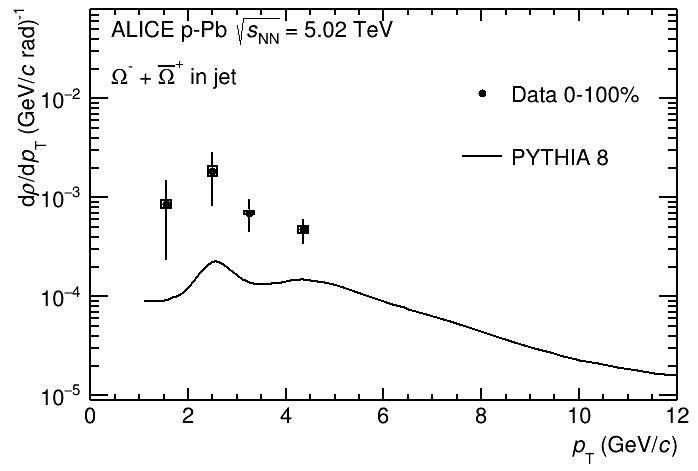 ALICE p-Pb √s_NN = 5.02 TeV
Ω⁻ + Ω̅⁺ in jet
Data 0-100%
PYTHIA 8
dρ/dp_T (GeV/c rad)⁻¹
10⁻²
10⁻³
10⁻⁴
10⁻⁵
0 2 4 6 8 10 12
p_T (GeV/c)